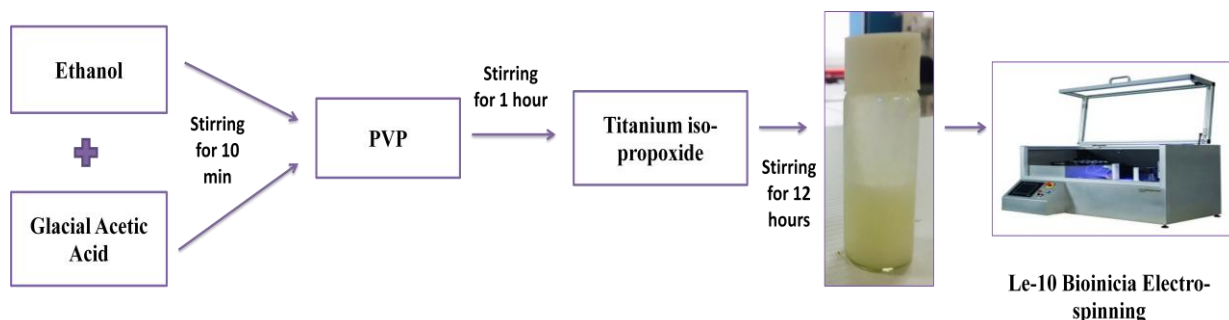 Ethanol
Glacial Acetic
Acid
Stirring
for 10
min
PVP
Stirring
for 1 hour
Titanium iso-
propoxide
Stirring
for 12
hours
Le-10 Bioinicia Electro-
spinning